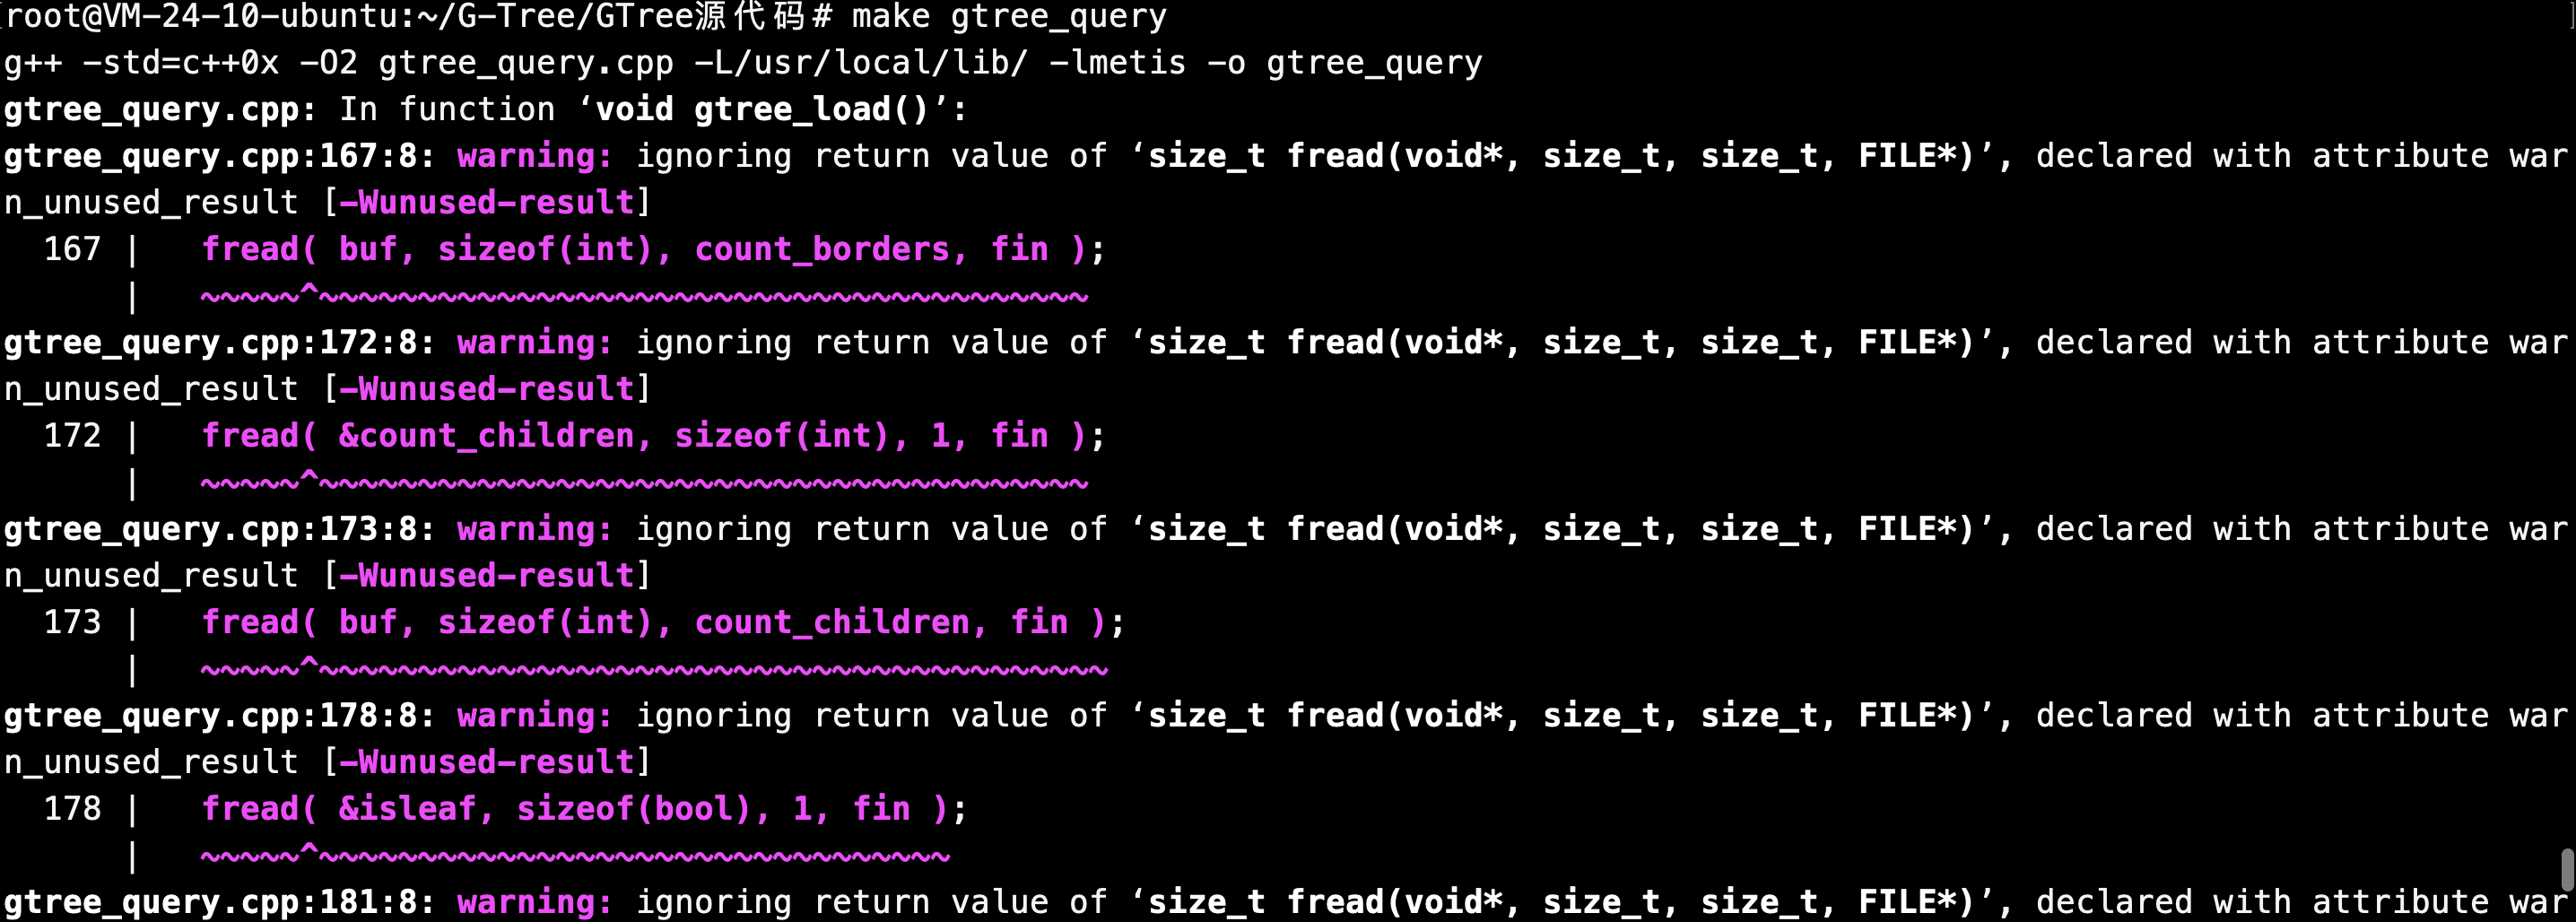 [root@VM-24-10-ubuntu:~/G-Tree/GTree源代码# make gtree_query ]
g++ -std=c++0x -O2 gtree_query.cpp -L/usr/local/lib/ -lmetis -o gtree_query
gtree_query.cpp: In function ‘void gtree_load()’:
gtree_query.cpp:167:8: warning: ignoring return value of ‘size_t fread(void*, size_t, size_t, FILE*)’, declared with attribute war
n_unused_result [-Wunused-result]
  167 |   fread( buf, sizeof(int), count_borders, fin );
      |   ~~~~~^~~~~~~~~~~~~~~~~~~~~~~~~~~~~~~~~~~~~~~~
gtree_query.cpp:172:8: warning: ignoring return value of ‘size_t fread(void*, size_t, size_t, FILE*)’, declared with attribute war
n_unused_result [-Wunused-result]
  172 |   fread( &count_children, sizeof(int), 1, fin );
      |   ~~~~~^~~~~~~~~~~~~~~~~~~~~~~~~~~~~~~~~~~~~~~~
gtree_query.cpp:173:8: warning: ignoring return value of ‘size_t fread(void*, size_t, size_t, FILE*)’, declared with attribute war
n_unused_result [-Wunused-result]
  173 |   fread( buf, sizeof(int), count_children, fin );
      |   ~~~~~^~~~~~~~~~~~~~~~~~~~~~~~~~~~~~~~~~~~~~~~~
gtree_query.cpp:178:8: warning: ignoring return value of ‘size_t fread(void*, size_t, size_t, FILE*)’, declared with attribute war
n_unused_result [-Wunused-result]
  178 |   fread( &isleaf, sizeof(bool), 1, fin );
      |   ~~~~~^~~~~~~~~~~~~~~~~~~~~~~~~~~~~~~~~
gtree_query.cpp:181:8: warning: ignoring return value of ‘size_t fread(void*, size_t, size_t, FILE*)’, declared with attribute war